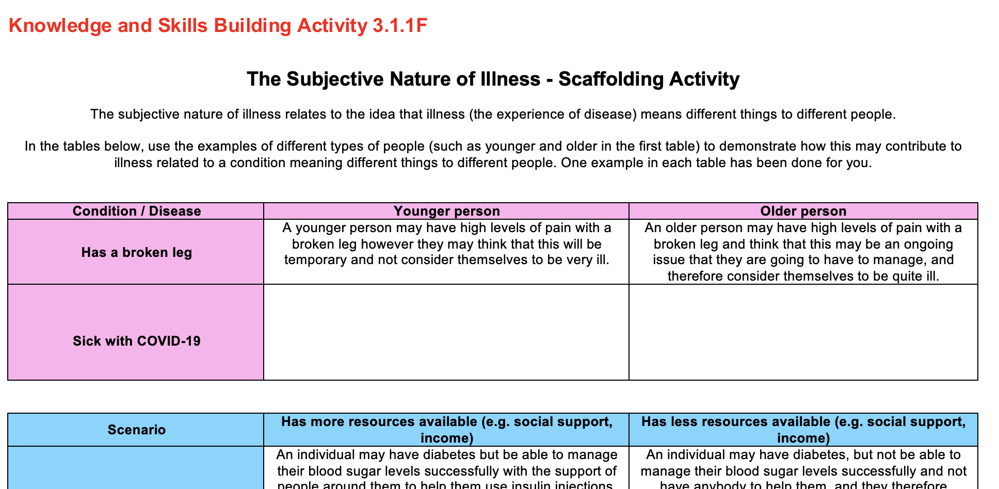 Knowledge and Skills Building Activity 3.1.1F
The Subjective Nature of Illness - Scaffolding Activity
The subjective nature of illness relates to the idea that illness (the experience of disease) means different things to different people.
In the tables below, use the examples of different types of people (such as younger and older in the first table) to demonstrate how this may contribute to
illness related to a condition meaning different things to different people. One example in each table has been done for you.
Condition / Disease
Younger person
Older person
Has a broken leg
A younger person may have high levels of pain with a
broken leg however they may think that this will be
temporary and not consider themselves to be very ill.
An older person may have high levels of pain with a
broken leg and think that this may be an ongoing
issue that they are going to have to manage, and
therefore consider themselves to be quite ill.
Sick with COVID-19
Scenario
Has more resources available (e.g. social support,
income)
Has less resources available (e.g. social support,
income)
An individual may have diabetes but be able to manage
their blood sugar levels successfully with the support of
people around them to help them use insulin injections
An individual may have diabetes, but not be able to
manage their blood sugar levels successfully and not
have anybody to help them, and they therefore